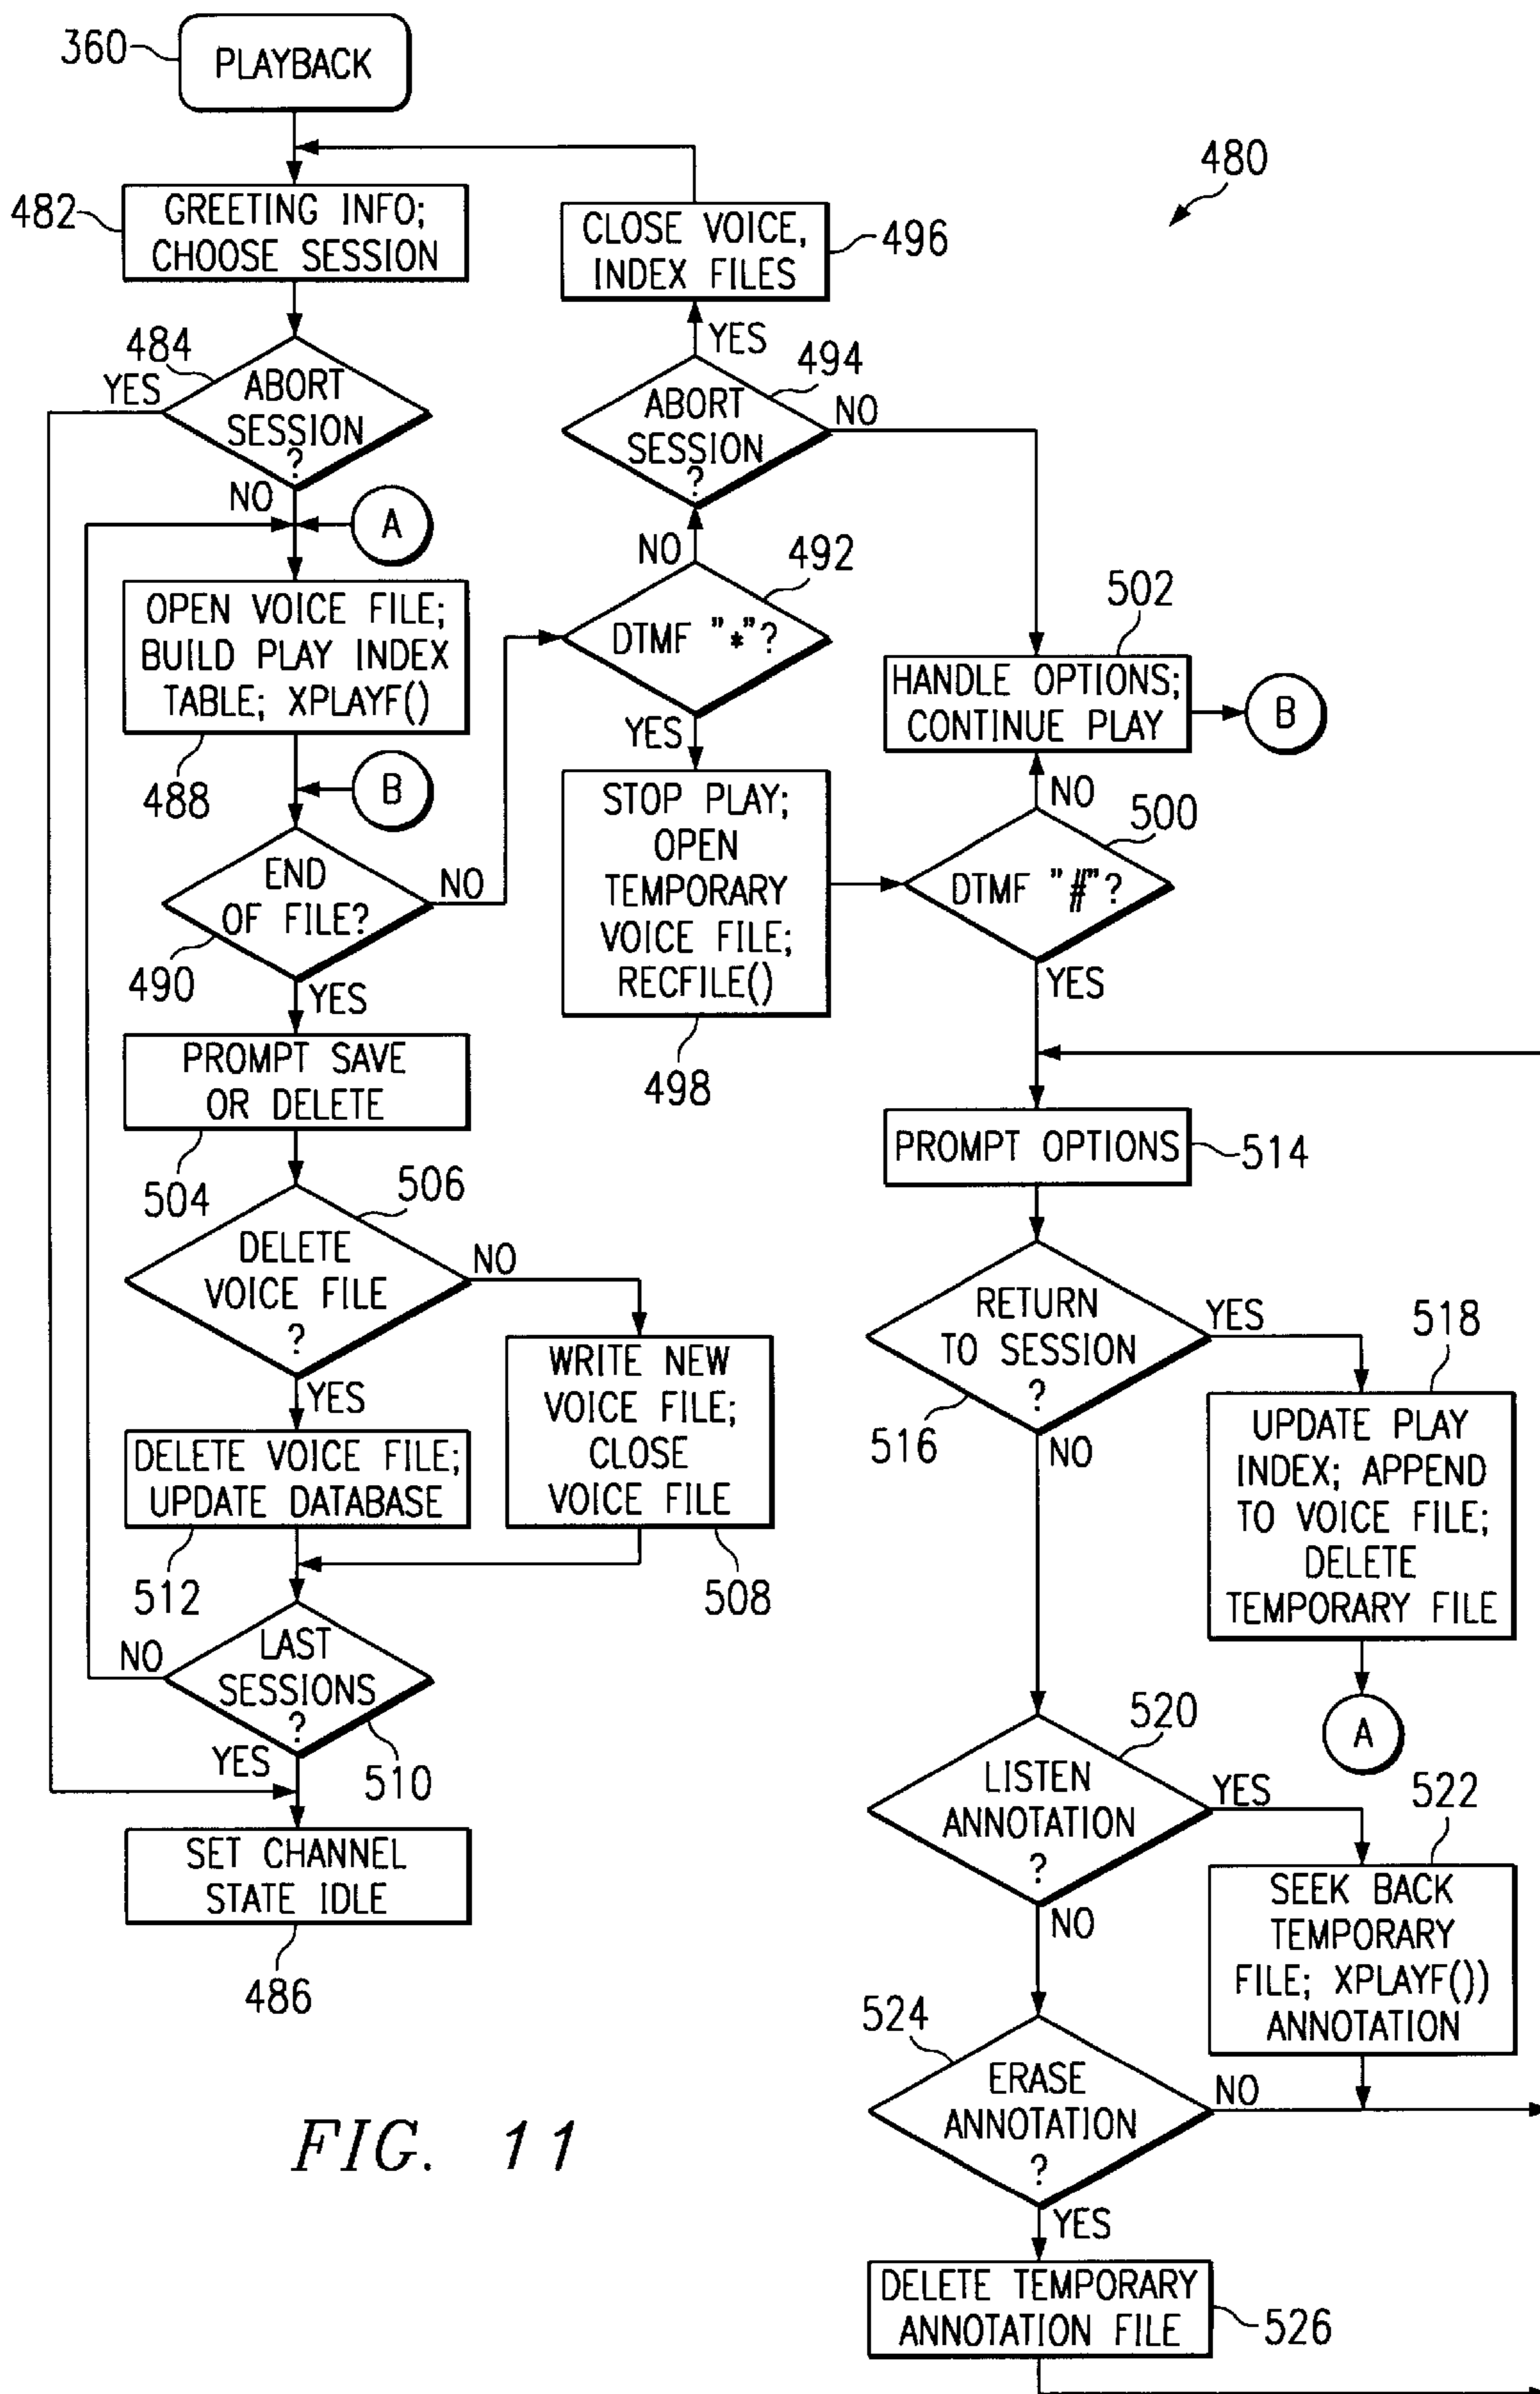 360
PLAYBACK
480
482
GREETING INFO;
CHOOSE SESSION
CLOSE VOICE,
INDEX FILES
496
484
YES
ABORT
SESSION
?
NO
YES
494
ABORT
SESSION
?
NO
A
NO
492
DTMF "*"?
YES
OPEN VOICE FILE;
BUILD PLAY INDEX
TABLE; XPLAYF()
488
502
HANDLE OPTIONS;
CONTINUE PLAY
B
B
STOP PLAY;
OPEN
TEMPORARY
VOICE FILE;
RECFILE()
498
NO
500
DTMF "#"?
YES
END
OF FILE?
NO
490
YES
PROMPT SAVE
OR DELETE
504
PROMPT OPTIONS
514
506
DELETE
VOICE FILE
?
NO
YES
WRITE NEW
VOICE FILE;
CLOSE
VOICE FILE
508
RETURN
TO SESSION
?
YES
516
NO
518
UPDATE PLAY
INDEX; APPEND
TO VOICE FILE;
DELETE
TEMPORARY FILE
A
DELETE VOICE FILE;
UPDATE DATABASE
512
NO
LAST
SESSIONS
?
YES
510
520
LISTEN
ANNOTATION
?
YES
NO
522
SEEK BACK
TEMPORARY
FILE; XPLAYF())
ANNOTATION
SET CHANNEL
STATE IDLE
486
524
ERASE
ANNOTATION
?
NO
YES
FIG. 11
DELETE TEMPORARY
ANNOTATION FILE
526